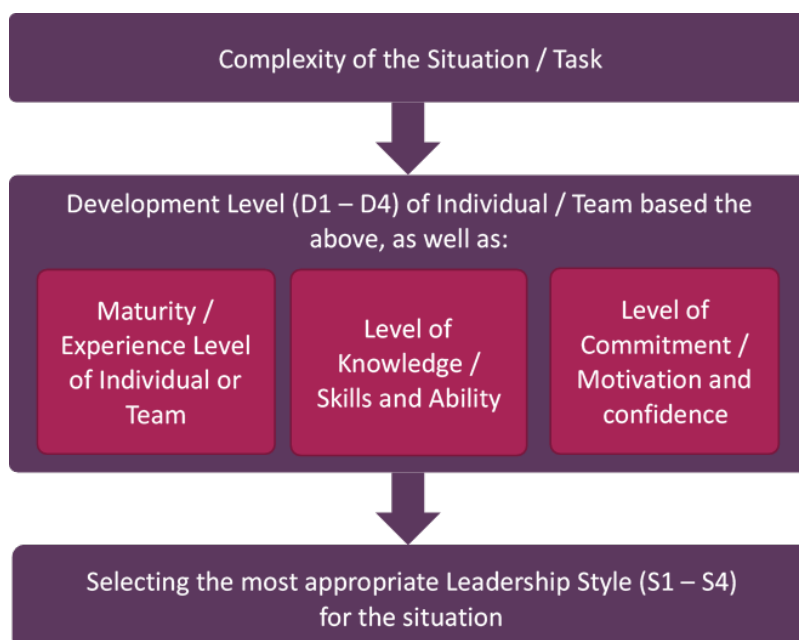 Complexity of the Situation / Task
Development Level (D1 – D4) of Individual / Team based the
above, as well as:
Maturity /
Experience Level
of Individual or
Team
Level of
Knowledge /
Skills and Ability
Level of
Commitment /
Motivation and
confidence
Selecting the most appropriate Leadership Style (S1 – S4)
for the situation